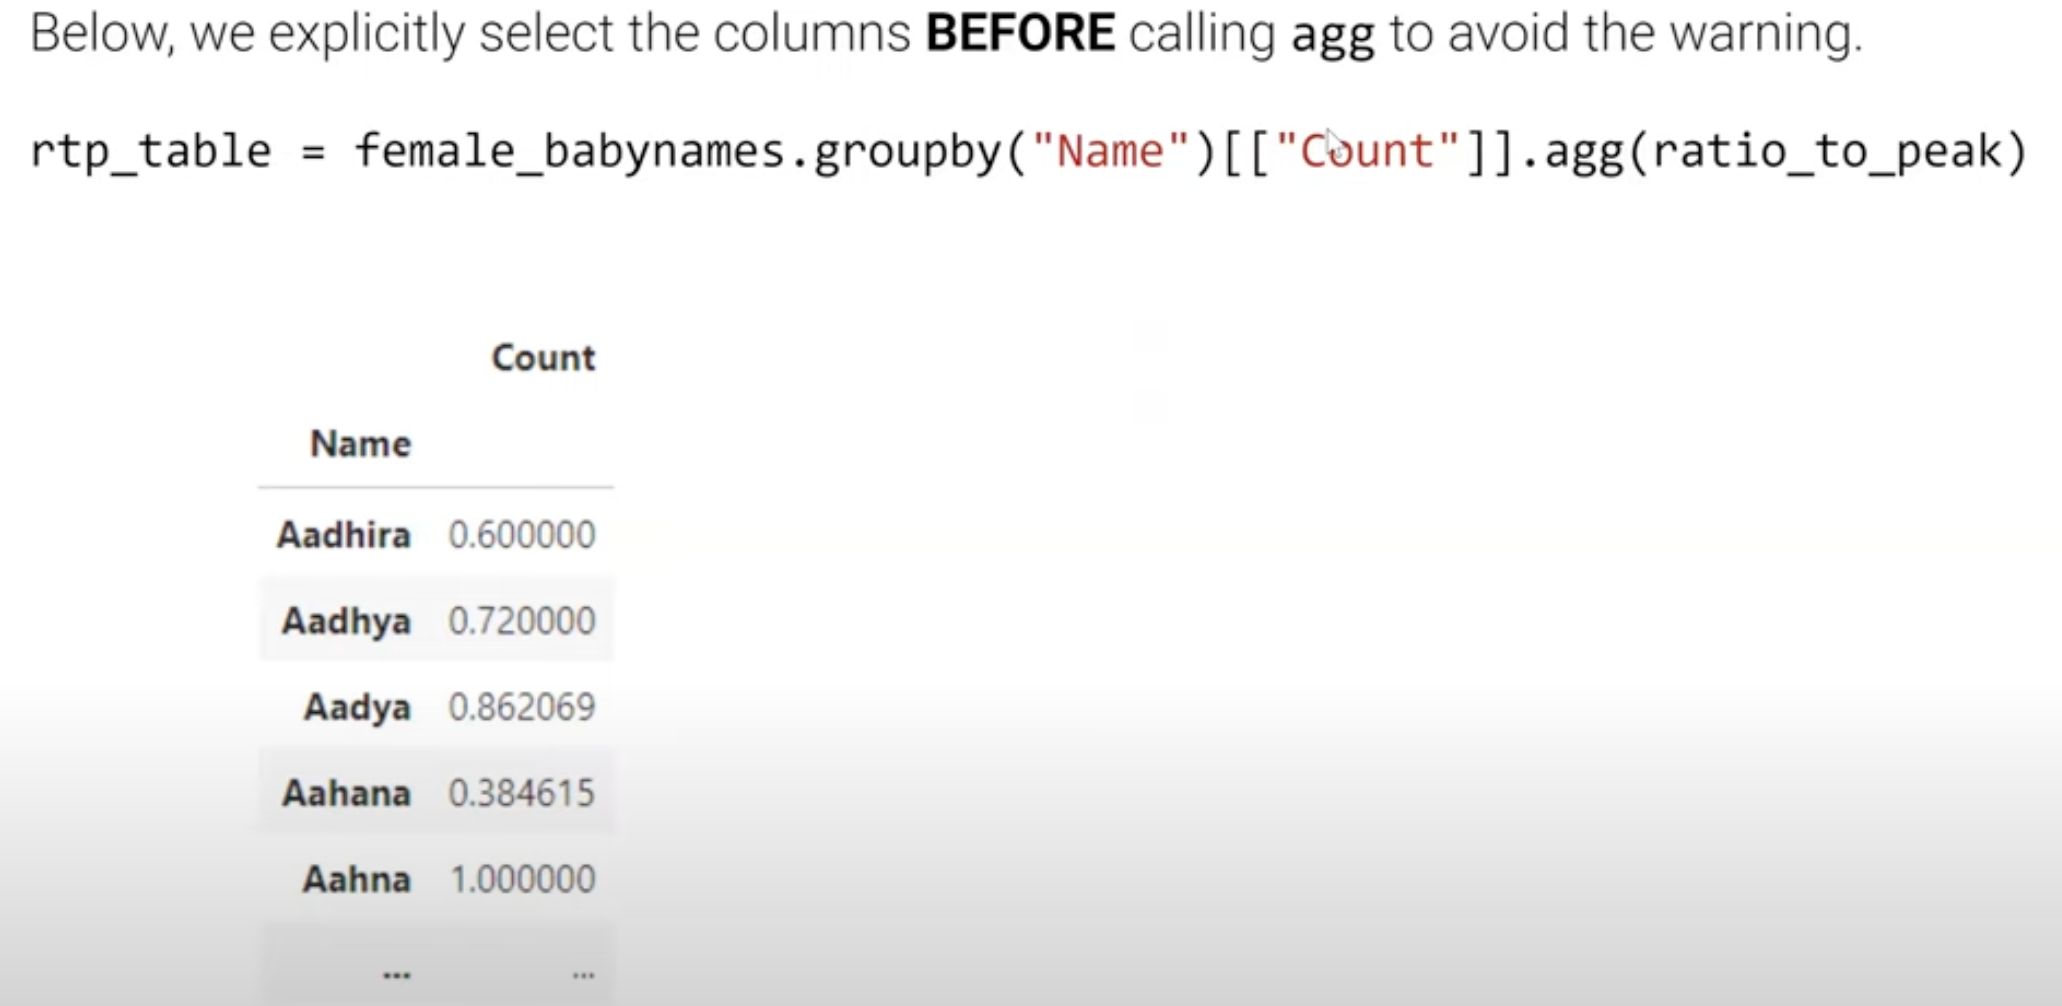 Below, we explicitly select the columns BEFORE calling agg to avoid the warning.
rtp_table = female_babynames.groupby("Name")[["Count"]].agg(ratio_to_peak)
Count
Name
Aadhira 0.600000
Aadhya 0.720000
Aadya 0.862069
Aahana 0.384615
Aahna 1.000000
... ...